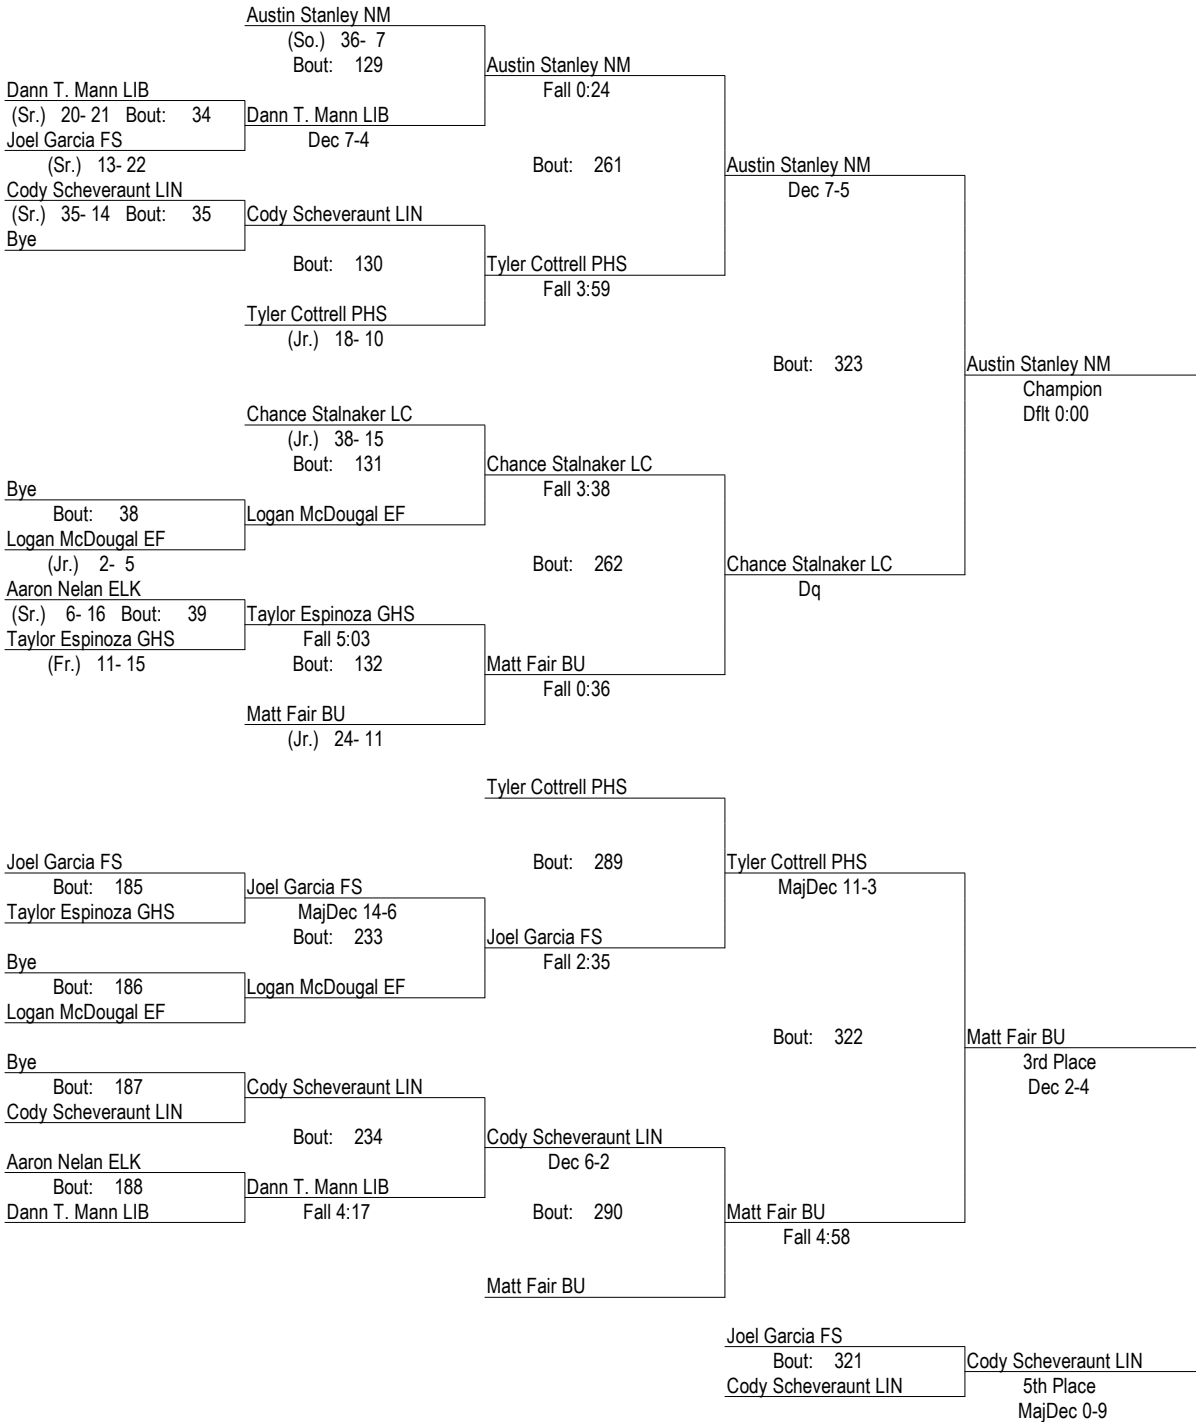 Austin Stanley NM
(So.) 36- 7
Bout: 129
Austin Stanley NM
Fall 0:24
Dann T. Mann LIB
(Sr.) 20- 21 Bout: 34
Dann T. Mann LIB
Dec 7-4
Joel Garcia FS
(Sr.) 13- 22
Bout: 261
Austin Stanley NM
Dec 7-5
Cody Scheveraunt LIN
(Sr.) 35- 14 Bout: 35
Cody Scheveraunt LIN
Bye
Bout: 130
Tyler Cottrell PHS
Fall 3:59
Tyler Cottrell PHS
(Jr.) 18- 10
Bout: 323
Austin Stanley NM
Champion
Dflt 0:00
Chance Stalnaker LC
(Jr.) 38- 15
Bout: 131
Chance Stalnaker LC
Fall 3:38
Bye
Bout: 38
Logan McDougal EF
Logan McDougal EF
(Jr.) 2- 5
Bout: 262
Chance Stalnaker LC
Dq
Aaron Nelan ELK
(Sr.) 6- 16 Bout: 39
Taylor Espinoza GHS
Fall 5:03
Taylor Espinoza GHS
(Fr.) 11- 15
Bout: 132
Matt Fair BU
Fall 0:36
Matt Fair BU
(Jr.) 24- 11
Tyler Cottrell PHS
Bout: 289
Tyler Cottrell PHS
MajDec 11-3
Joel Garcia FS
Bout: 185
Joel Garcia FS
MajDec 14-6
Taylor Espinoza GHS
Bout: 233
Joel Garcia FS
Fall 2:35
Bye
Bout: 186
Logan McDougal EF
Logan McDougal EF
Bout: 322
Matt Fair BU
3rd Place
Dec 2-4
Bye
Bout: 187
Cody Scheveraunt LIN
Cody Scheveraunt LIN
Bout: 234
Cody Scheveraunt LIN
Dec 6-2
Aaron Nelan ELK
Bout: 188
Dann T. Mann LIB
Fall 4:17
Dann T. Mann LIB
Bout: 290
Matt Fair BU
Fall 4:58
Matt Fair BU
Joel Garcia FS
Bout: 321
Cody Scheveraunt LIN
Cody Scheveraunt LIN
5th Place
MajDec 0-9